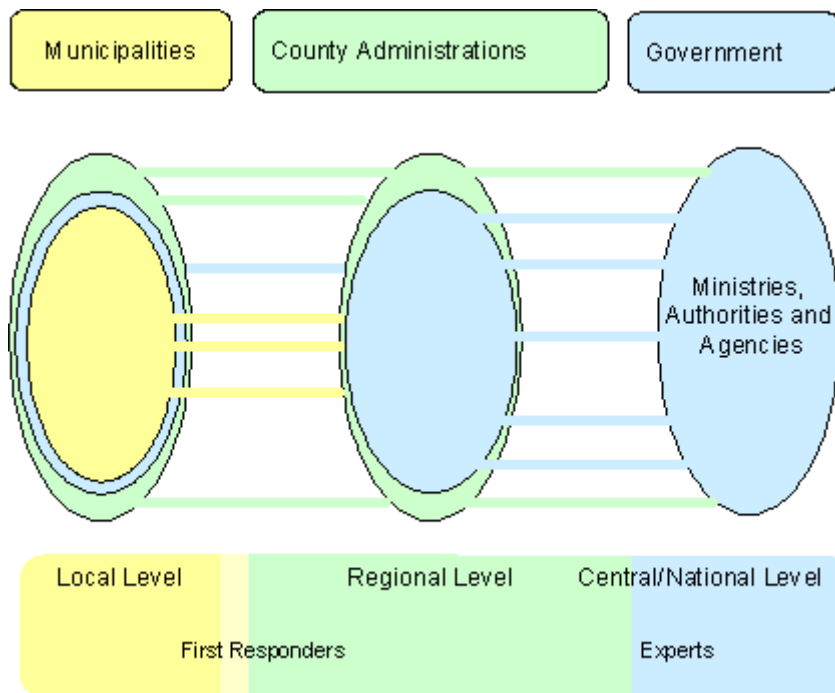 Municipalities
County Administrations
Government
Ministries,
Authorities and
Agencies
Local Level
Regional Level
Central/National Level
First Responders
Experts